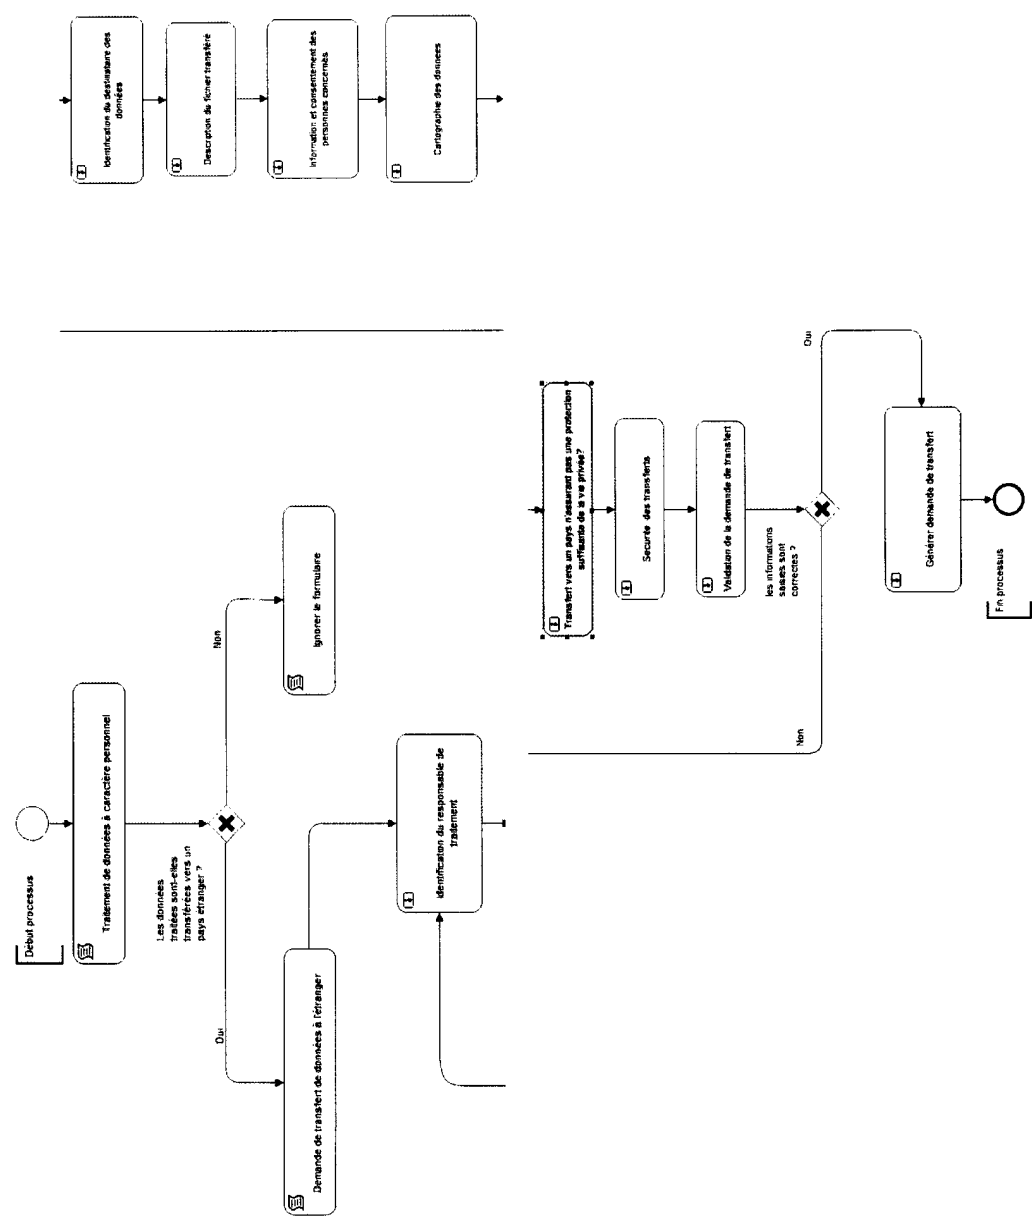 Début processus
Traitement de données à caractère personnel
Les données
traitées sont-elles
transférées vers un
pays étranger ?
Oui
Non
Demande de transfert de données à l'étranger
Ignorer le formulaire
Identification du responsable de
traitement
Identification du destinataire des
données
Description du fichier transféré
Information et consentement des
personnes concernés
Cartographie des données
Transfert vers un pays n'assurant pas une protection
suffisante de la vie privée?
Sécurité des transferts
Validation de la demande de transfert
les informations
saisies sont
correctes ?
Non
Oui
Générer demande de transfert
Fin processus